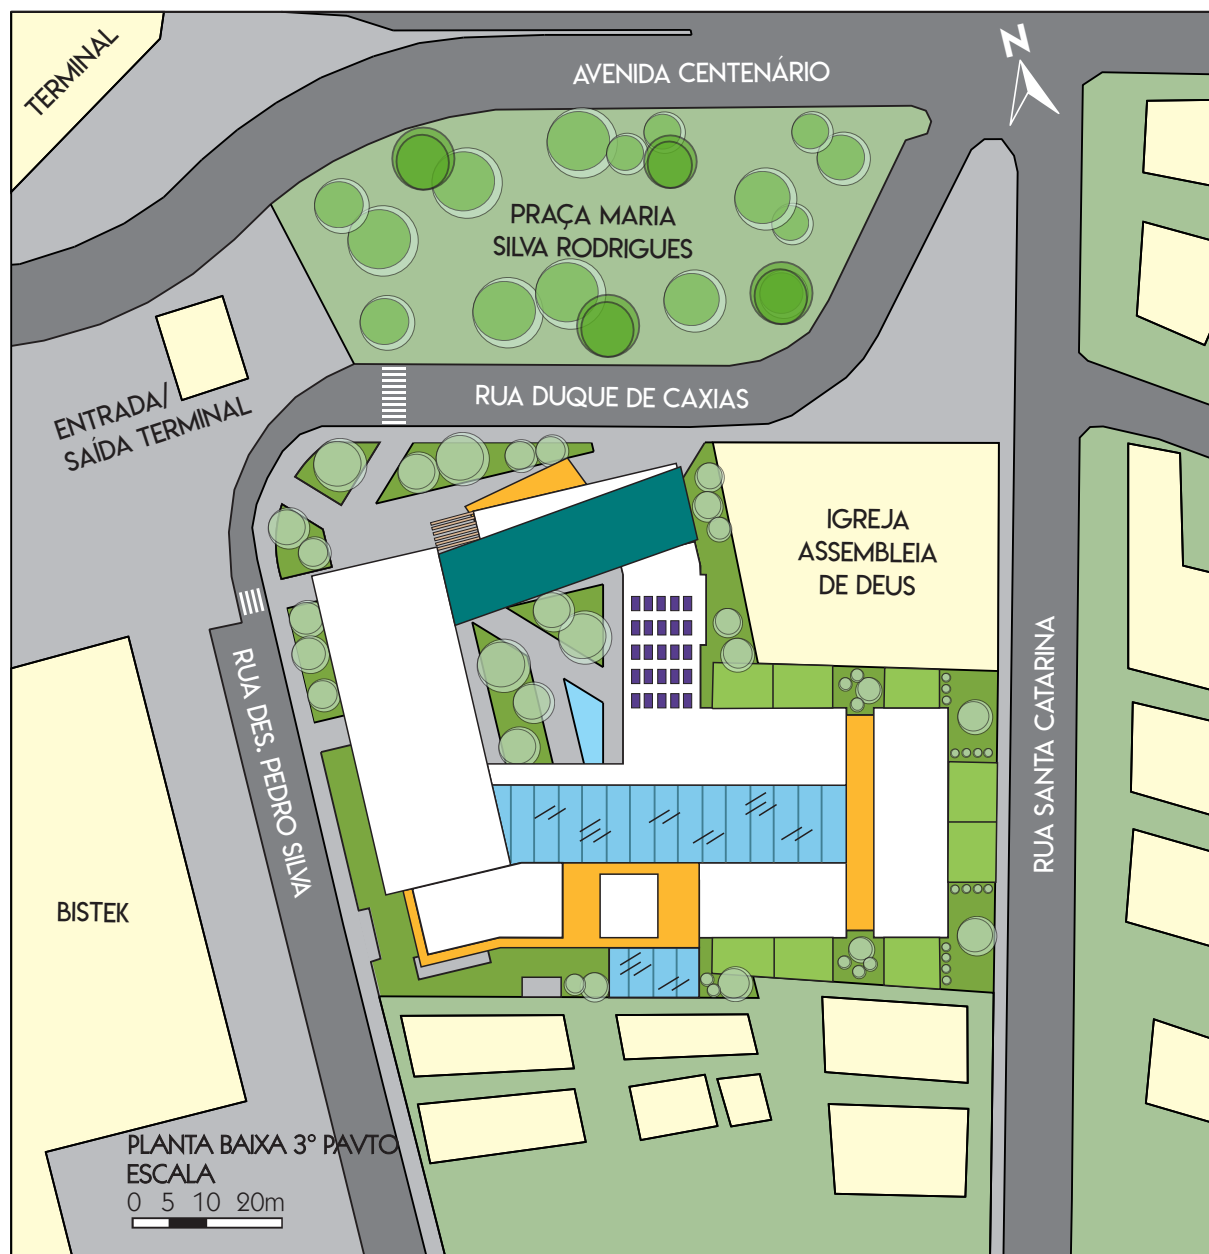 TERMINAL
AVENIDA CENTENÁRIO
N
PRAÇA MARIA
SILVA RODRIGUES
RUA DUQUE DE CAXIAS
ENTRADA/
SAÍDA TERMINAL
IGREJA
ASSEMBLEIA
DE DEUS
RUA DES. PEDRO SILVA
RUA SANTA CATARINA
BISTEK
PLANTA BAIXA 3° PAVTO
ESCALA
0 5 10 20m